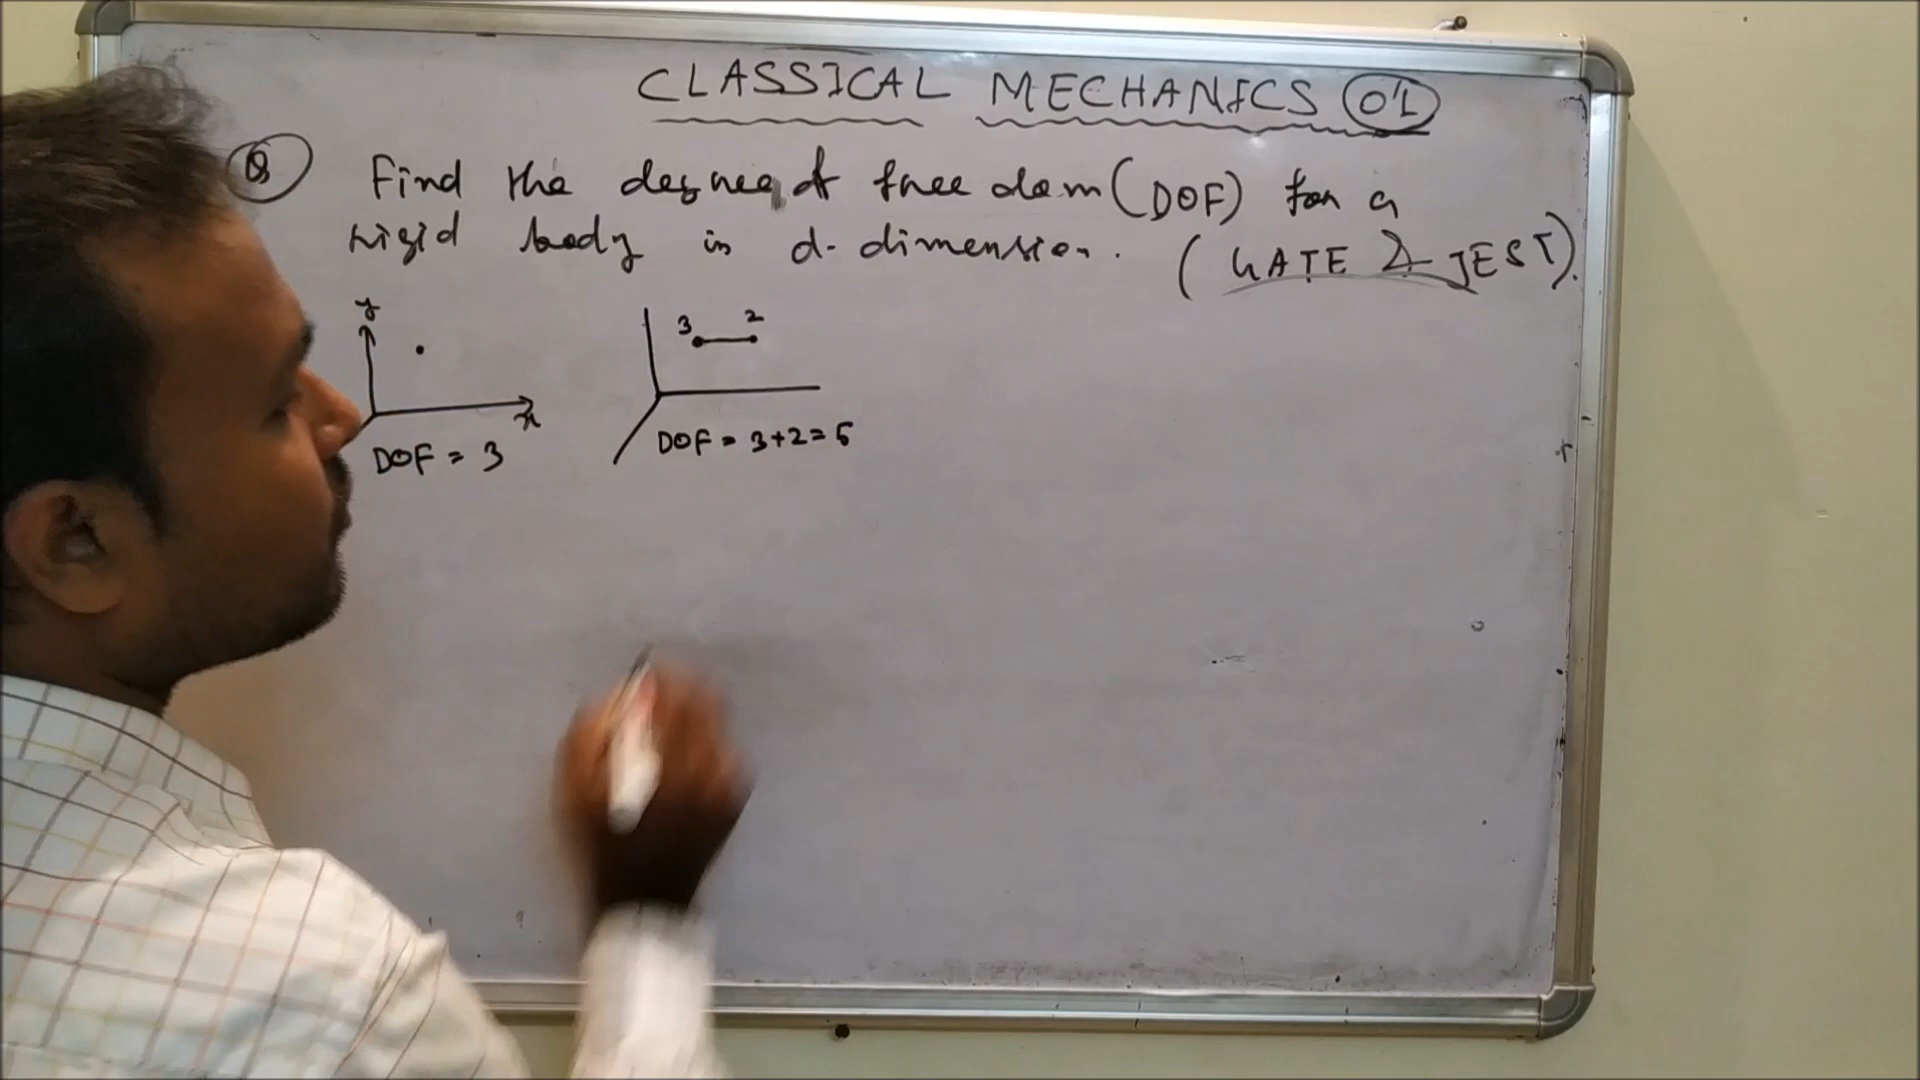 CLASSICAL MECHANICS 01
Q Find the degree of freedom (DOF) for a
rigid body in d-dimension. (GATE & JEST).
y
x
DOF = 3
3 2
DOF = 3+2=5